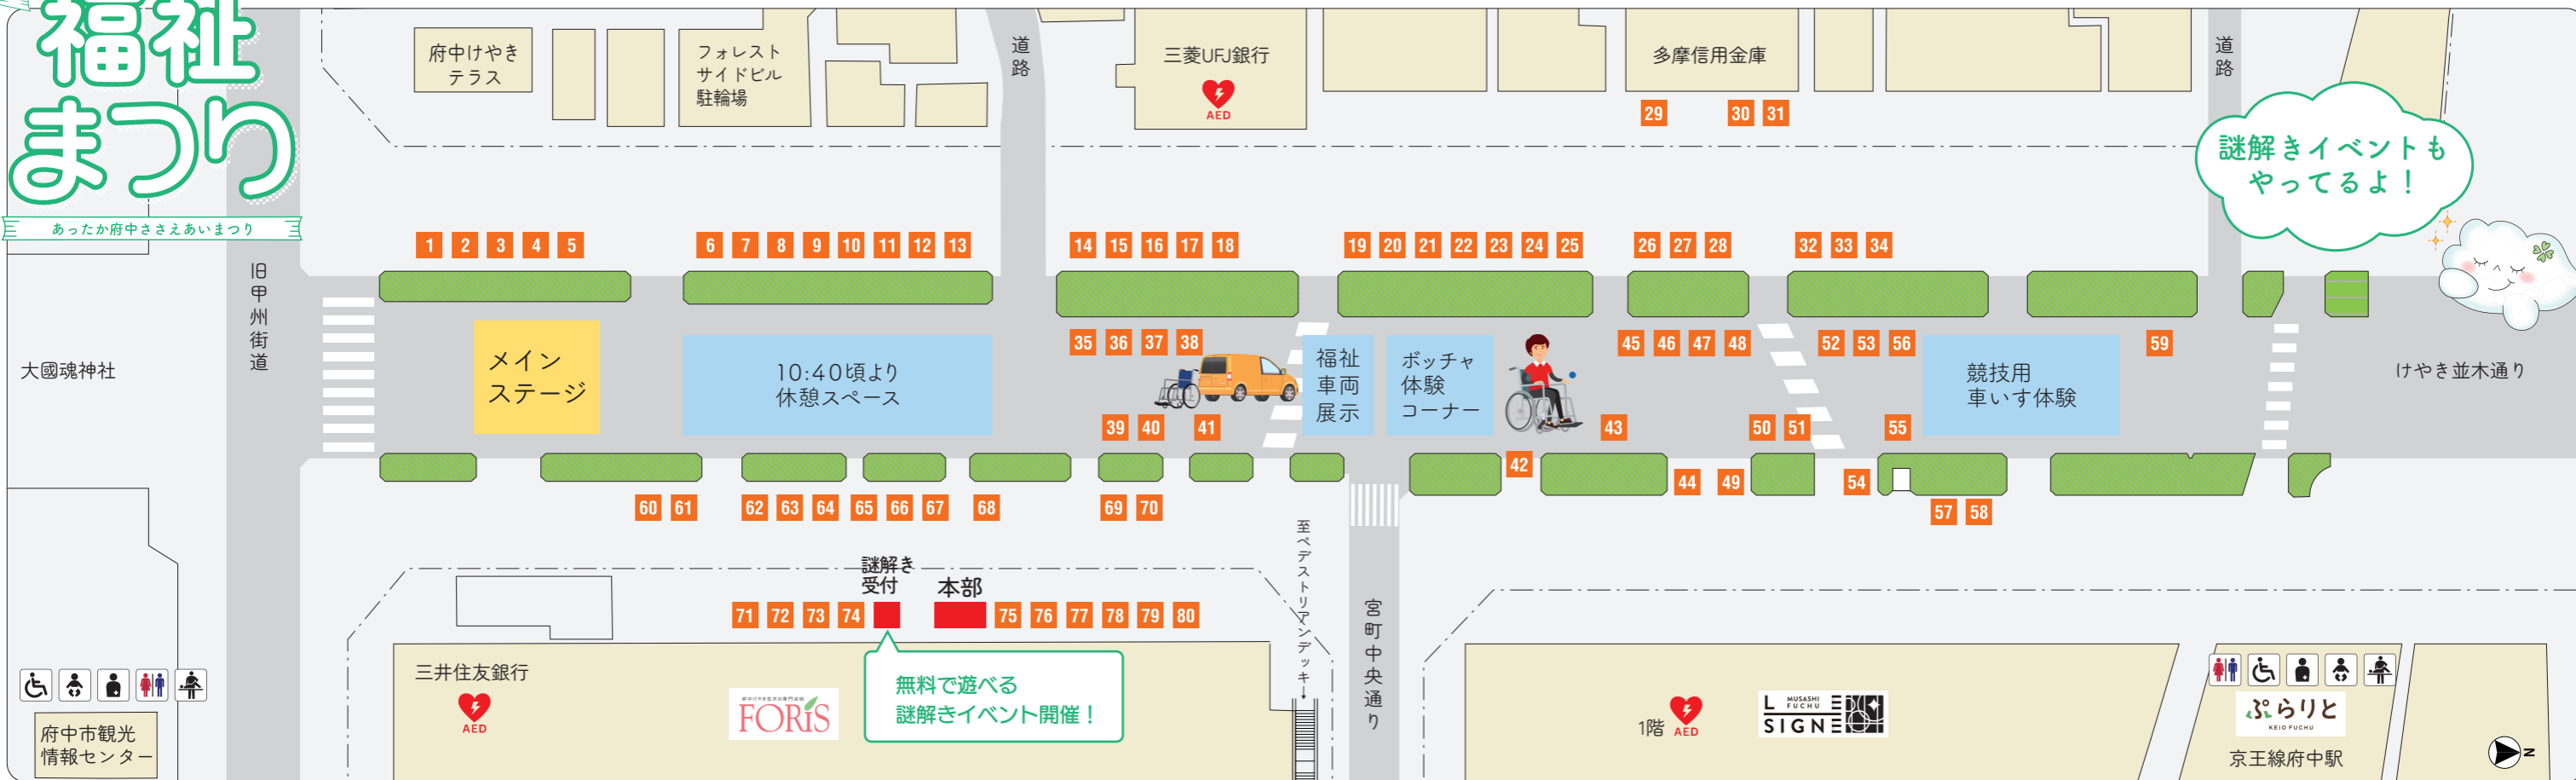 福祉
まつり
あったか府中ささえあいまつり
府中けやき
テラス
フォレスト
サイドビル
駐輪場
道路
三菱UFJ銀行
AED
多摩信用金庫
29 30 31
道路
謎解きイベントも
やってるよ！
1 2 3 4 5 6 7 8 9 10 11 12 13 14 15 16 17 18 19 20 21 22 23 24 25 26 27 28 32 33 34
旧甲州街道
大國魂神社
メイン
ステージ
10:40頃より
休憩スペース
35 36 37 38
福祉
車両
展示
ボッチャ
体験
コーナー
45 46 47 48
52 53 56
競技用
車いす体験
59
けやき並木通り
39 40 41
43
50 51
55
42
44 49
54
57 58
60 61 62 63 64 65 66 67 68 69 70
至ペデストリアンデッキ→
宮町中央通り
謎解き
受付
本部
71 72 73 74
75 76 77 78 79 80
無料で遊べる
謎解きイベント開催！
三井住友銀行
AED
FORIS
府中市観光
情報センター
1階 AED
MUSASHI
FUCHU
L E
SIGNE
ぷらりと
KEIO FUCHU
京王線府中駅
N